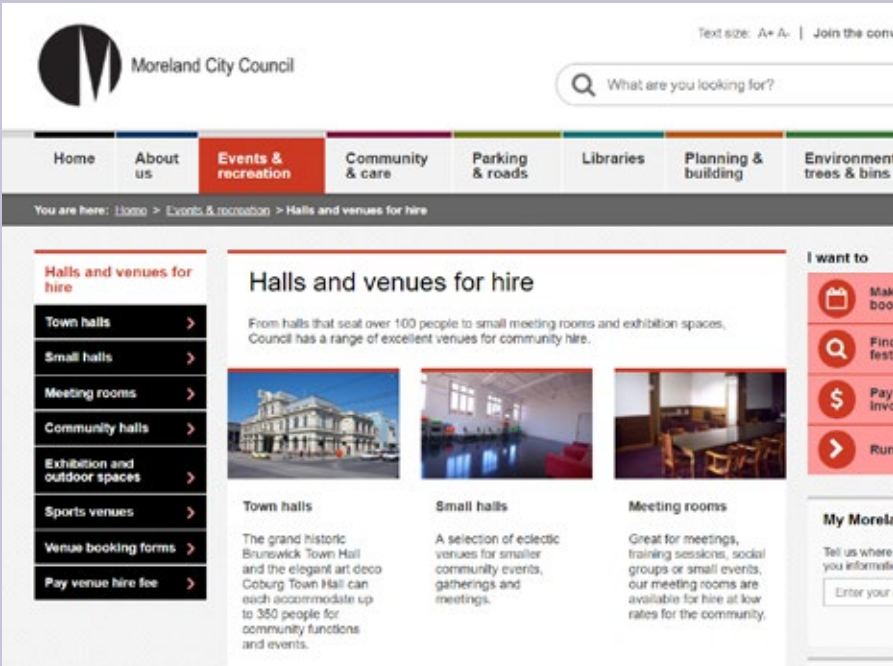 Moreland City Council
Text size: A+ A- | Join the
What are you looking for?
Home
About
us
Events &
recreation
Community
& care
Parking
& roads
Libraries
Planning &
building
Environment
trees & bins
You are here: Home > Events & recreation > Halls and venues for hire
Halls and venues for
hire
Town halls
Small halls
Meeting rooms
Community halls
Exhibition and
outdoor spaces
Sports venues
Venue booking forms
Pay venue hire fee
Halls and venues for hire
From halls that seat over 100 people to small meeting rooms and exhibition spaces,
Council has a range of excellent venues for community hire.
Town halls
The grand historic
Brunswick Town Hall
and the elegant art deco
Coburg Town Hall can
each accommodate up
to 350 people for
community functions
and events.
Small halls
A selection of eclectic
venues for smaller
community events,
gatherings and
meetings.
Meeting rooms
Great for meetings,
training sessions, social
groups or small events,
our meeting rooms are
available for hire at low
rates for the community.
I want to
Pay
My
Tell us where
Enter your